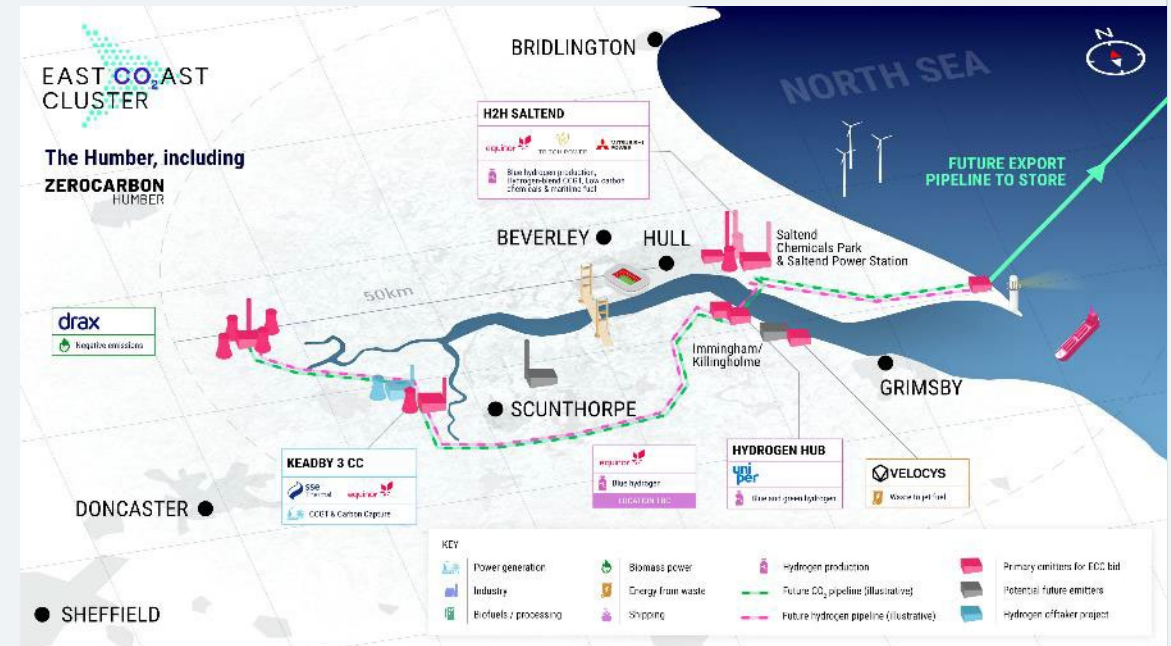 EAST CO₂AST
CLUSTER
The Humber, including
ZEROCARBON
HUMBER
BRIDLINGTON
NORTH SEA
N
H2H SALTEND
equinor
MITSUBISHI
POWER
Blue hydrogen production,
Hydrogen-blend CCGT, Low carbon
chemicals & maritime fuel
FUTURE EXPORT
PIPELINE TO STORE
BEVERLEY
HULL
Saltend
Chemicals Park
& Saltend Power Station
50km
drax
Negative emissions
Immingham/
Killingholme
GRIMSBY
SCUNTHORPE
KEADBY 3 CC
sse
Thermal
equinor
CCGT & Carbon Capture
equinor
Blue hydrogen
LOCATION TBC
HYDROGEN HUB
uni
per
Blue and green hydrogen
VELOCYS
Waste to jet fuel
DONCASTER
SHEFFIELD
KEY
Power generation
Industry
Biofuels / processing
Biomass power
Energy from waste
Shipping
Hydrogen production
Future CO₂ pipeline (illustrative)
Future hydrogen pipeline (illustrative)
Primary emitters for ECC bid
Potential future emitters
Hydrogen offtaker project